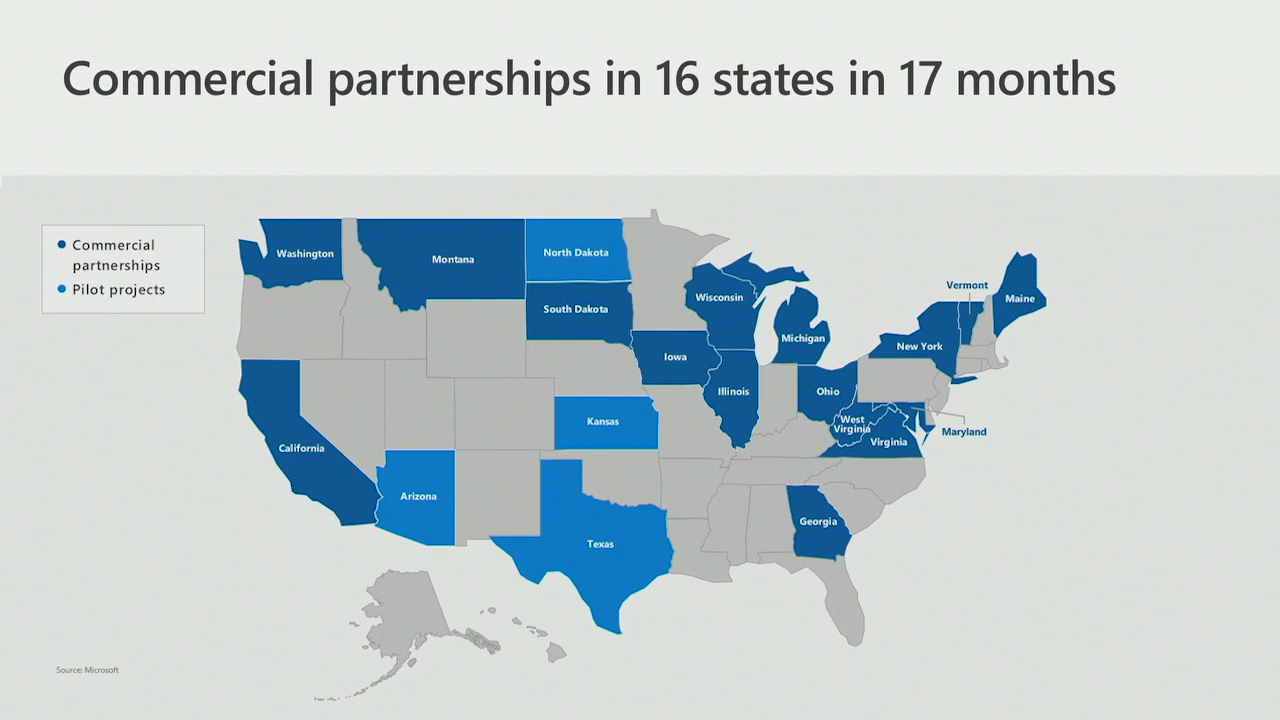 Commercial partnerships in 16 states in 17 months
Commercial
partnerships
Pilot projects
Washington
Montana
North Dakota
South Dakota
Wisconsin
Vermont
Maine
Michigan
New York
Iowa
Illinois
Ohio
West
Virginia
Virginia
Maryland
Kansas
California
Arizona
Georgia
Texas
Source: Microsoft